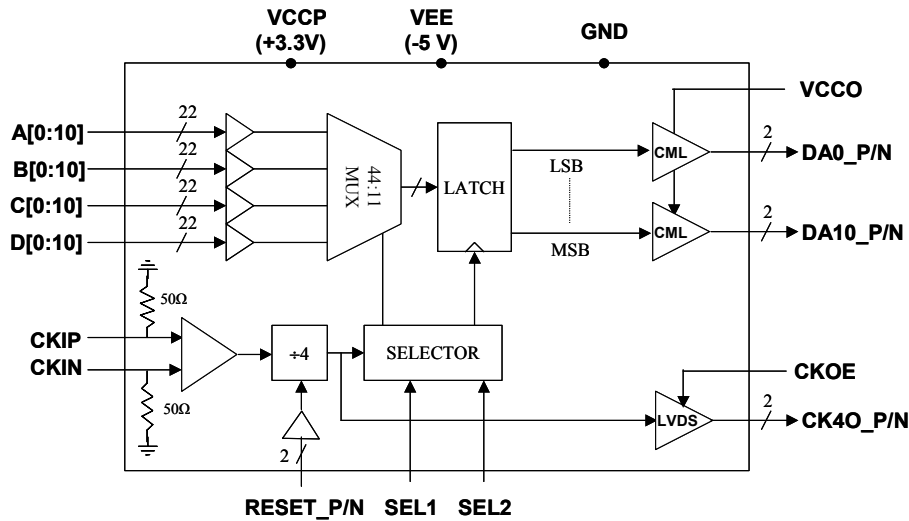 VCCP
(+3.3V)
VEE
(-5 V)
GND
VCCO
A[0:10]
22
B[0:10]
22
C[0:10]
22
D[0:10]
22
44:11
MUX
LATCH
LSB
MSB
CML
2
DA0_P/N
CML
2
DA10_P/N
50Ω
CKIP
CKIN
50Ω
÷4
SELECTOR
CKOE
LVDS
2
CK4O_P/N
2
RESET_P/N
SEL1
SEL2